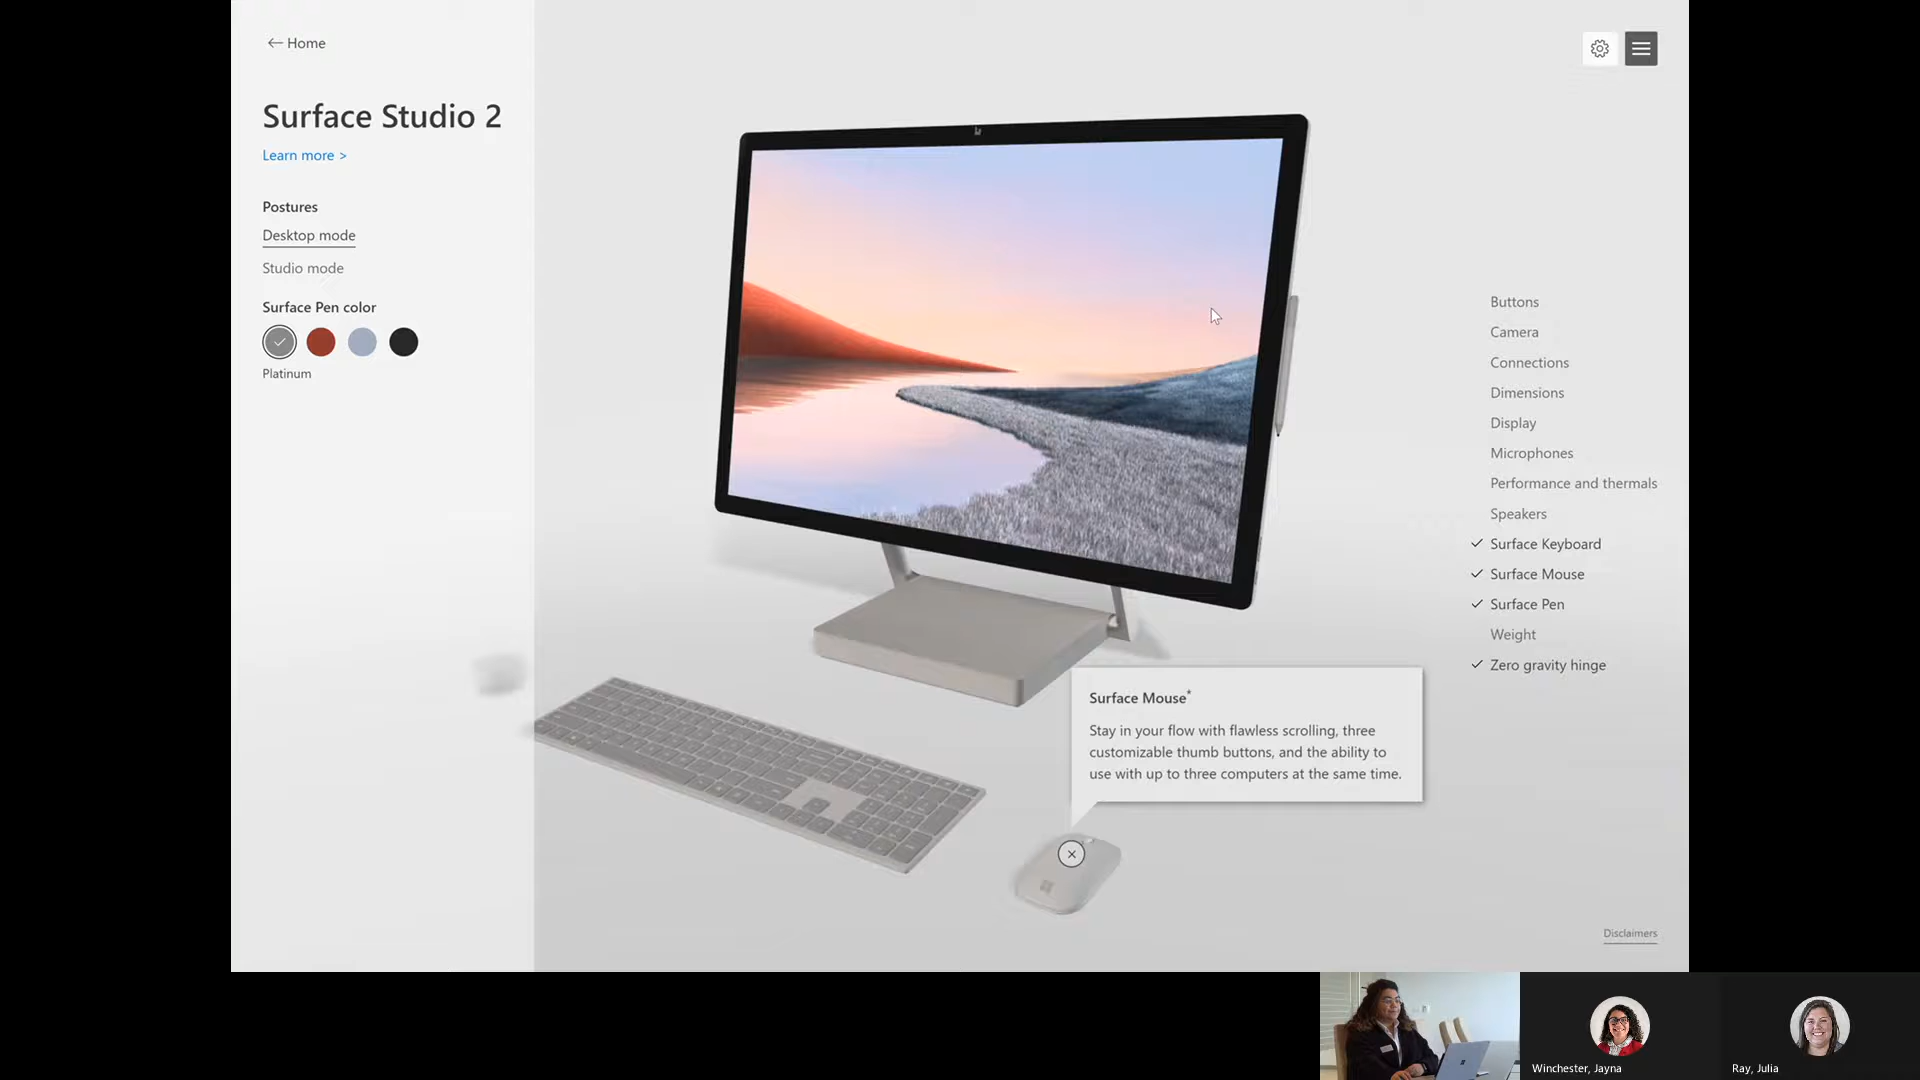 Home
Surface Studio 2
Learn more >
Postures
Desktop mode
Studio mode
Surface Pen color
Platinum
Buttons
Camera
Connections
Dimensions
Display
Microphones
Performance and thermals
Speakers
Surface Keyboard
Surface Mouse
Surface Pen
Weight
Zero gravity hinge
Surface Mouse*
Stay in your flow with flawless scrolling, three
customizable thumb buttons, and the ability to
use with up to three computers at the same time.
Disclaimers
Winchester, Jayna
Ray, Julia